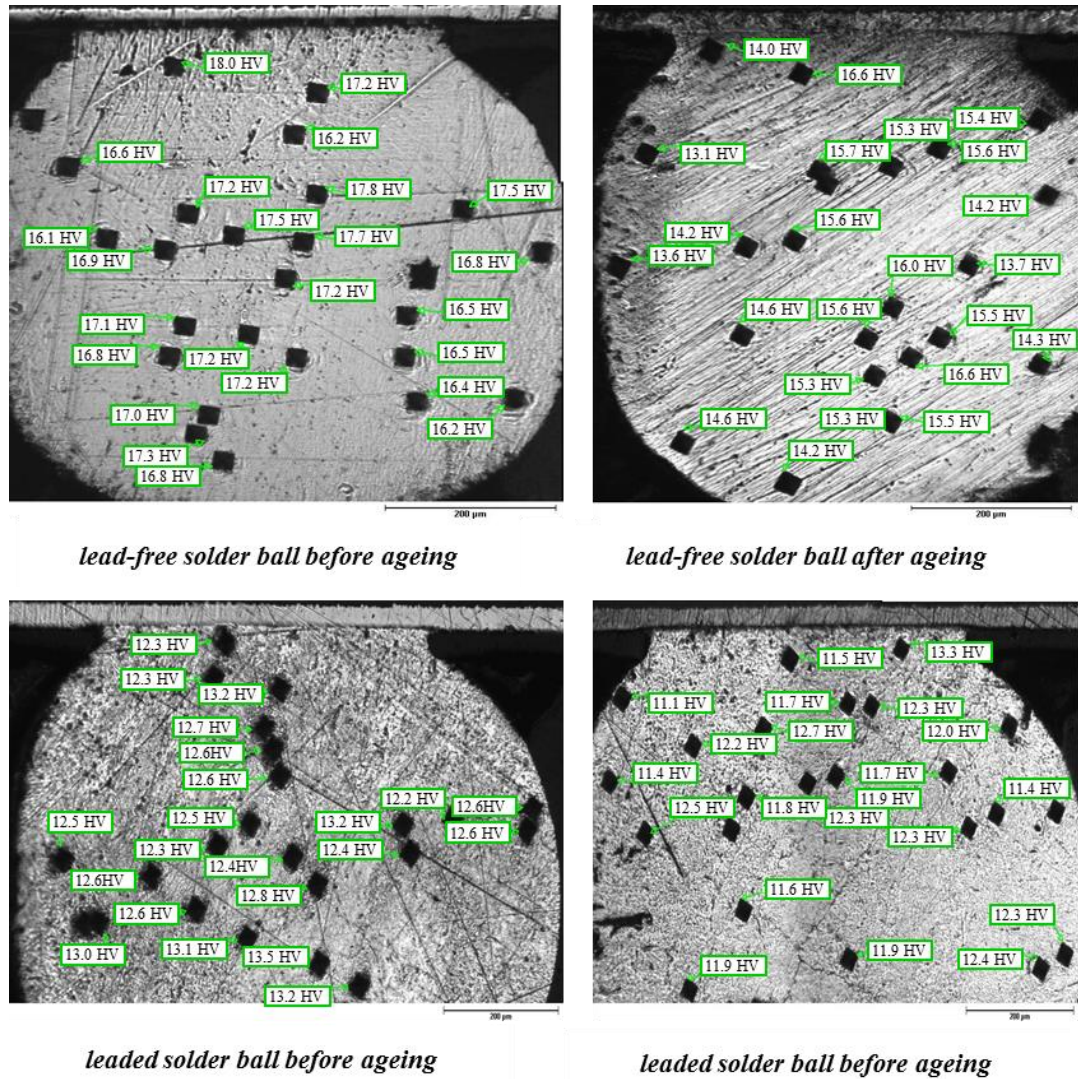 18.0 HV
17.2 HV
16.2 HV
16.6 HV
17.8 HV
17.2 HV
17.5 HV
17.5 HV
16.1 HV
17.7 HV
16.9 HV
16.8 HV
17.2 HV
16.5 HV
17.1 HV
16.8 HV
17.2 HV
16.5 HV
17.2 HV
16.4 HV
17.0 HV
16.2 HV
17.3 HV
16.8 HV
200 µm
14.0 HV
16.6 HV
15.4 HV
15.3 HV
13.1 HV
15.7 HV
15.6 HV
14.2 HV
15.6 HV
14.2 HV
13.6 HV
16.0 HV
13.7 HV
14.6 HV
15.6 HV
15.5 HV
14.3 HV
15.3 HV
16.6 HV
14.6 HV
15.3 HV
15.5 HV
14.2 HV
200 µm
lead-free solder ball before ageing
lead-free solder ball after ageing
12.3 HV
12.3 HV
13.2 HV
12.7 HV
12.6HV
12.6 HV
12.2 HV
12.6HV
12.5 HV
12.5 HV
13.2 HV
12.6 HV
12.3 HV
12.4HV
12.4 HV
12.6HV
12.8 HV
12.6 HV
13.0 HV
13.1 HV
13.5 HV
13.2 HV
200 µm
11.5 HV
13.3 HV
11.1 HV
11.7 HV
12.3 HV
12.7 HV
12.0 HV
12.2 HV
11.4 HV
11.7 HV
11.4 HV
12.5 HV
11.8 HV
11.9 HV
12.3 HV
12.3 HV
11.6 HV
12.3 HV
11.9 HV
12.4 HV
11.9 HV
200 µm
leaded solder ball before ageing
leaded solder ball before ageing